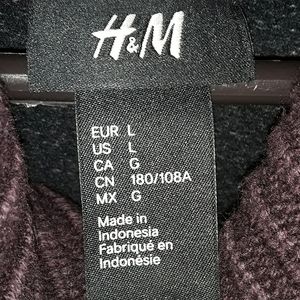 H&M
EUR L
US L
CA G
CN 180/108A
MX G
Made in
Indonesia
Fabriqué en
Indonésie